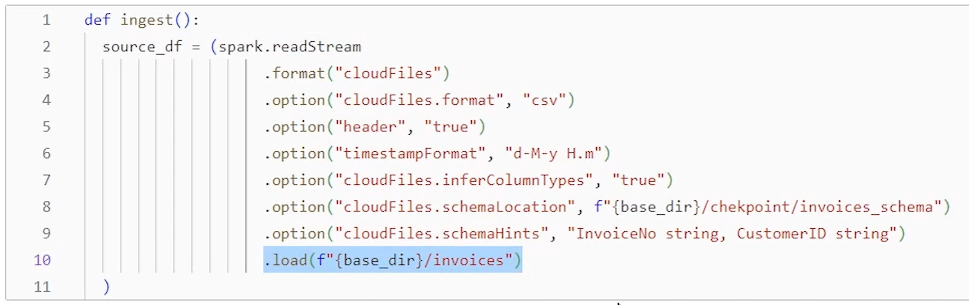 1 def ingest():
2 source_df = (spark.readStream
3 .format("cloudFiles")
4 .option("cloudFiles.format", "csv")
5 .option("header", "true")
6 .option("timestampFormat", "d-M-y H.m")
7 .option("cloudFiles.inferColumnTypes", "true")
8 .option("cloudFiles.schemaLocation", f"{base_dir}/chekpoint/invoices_schema")
9 .option("cloudFiles.schemaHints", "InvoiceNo string, CustomerID string")
10 .load(f"{base_dir}/invoices")
11 )